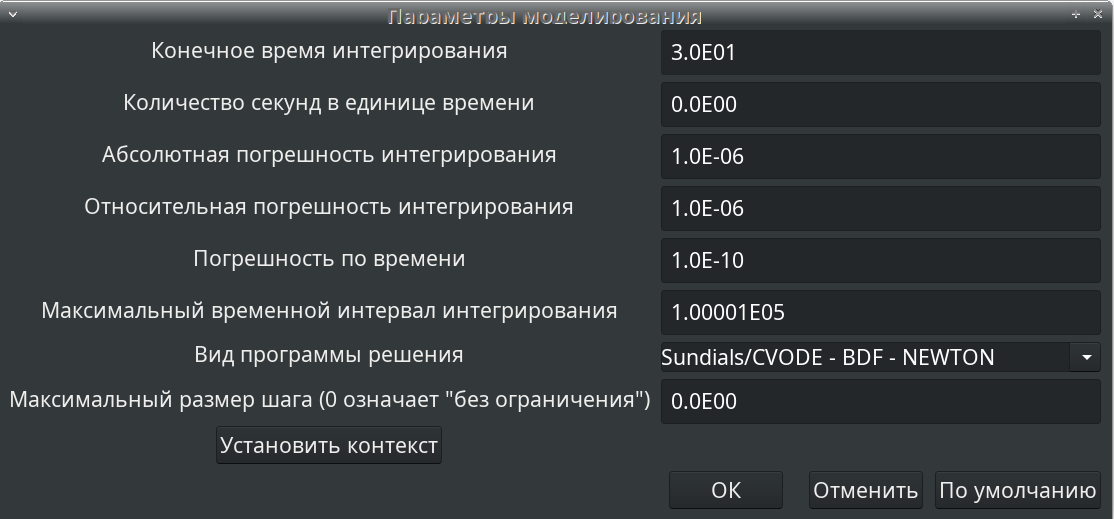 Параметры моделирования
Конечное время интегрирования 3.0E01
Количество секунд в единице времени 0.0E00
Абсолютная погрешность интегрирования 1.0E-06
Относительная погрешность интегрирования 1.0E-06
Погрешность по времени 1.0E-10
Максимальный временной интервал интегрирования 1.00001E05
Вид программы решения Sundials/CVODE - BDF - NEWTON
Максимальный размер шага (0 означает "без ограничения") 0.0E00
Установить контекст
ОК Отменить По умолчанию